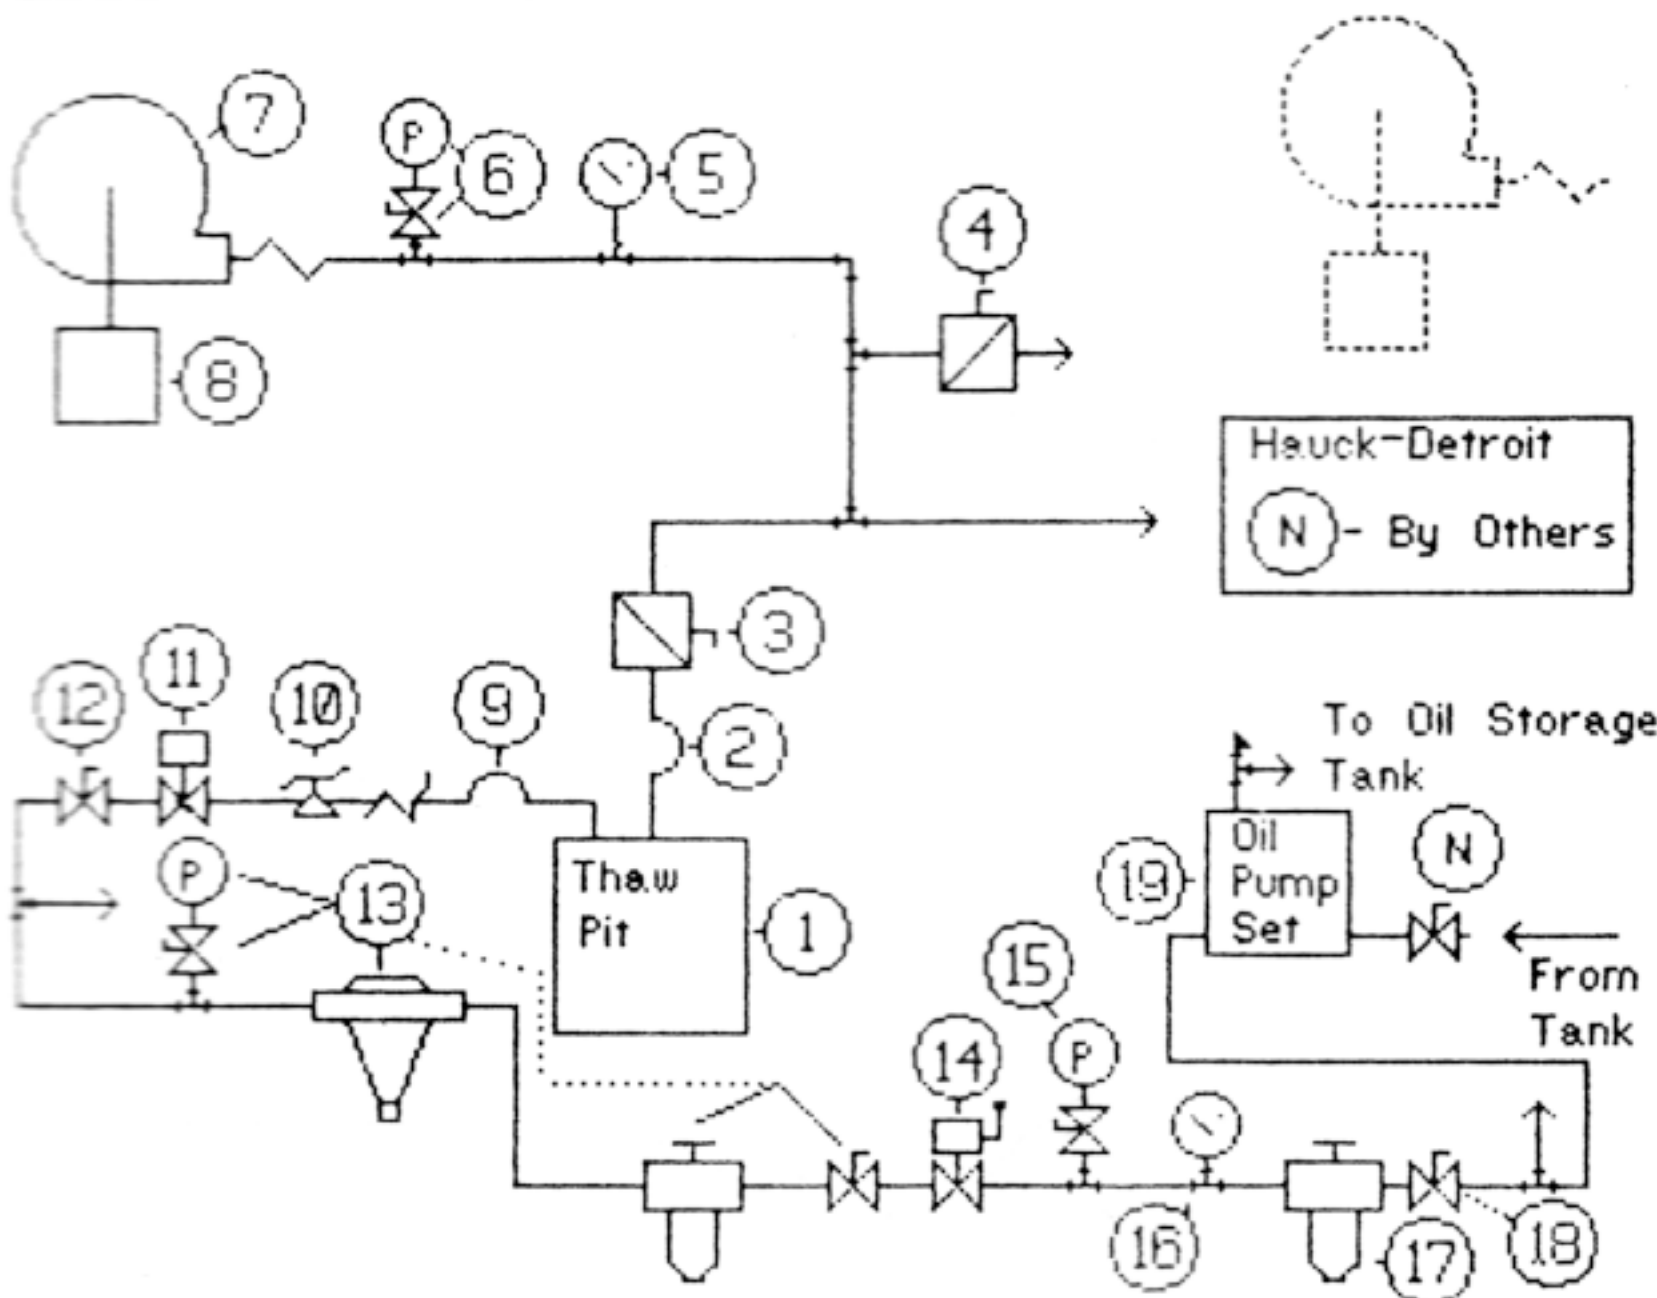 7
P
6
5
4
8
Hauck-Detroit
N - By Others
3
11
12
10
9
2
To Oil Storage
Tank
P
13
Thaw
Pit
1
19
Oil
Pump
Set
N
From
Tank
15
P
14
16
17
18